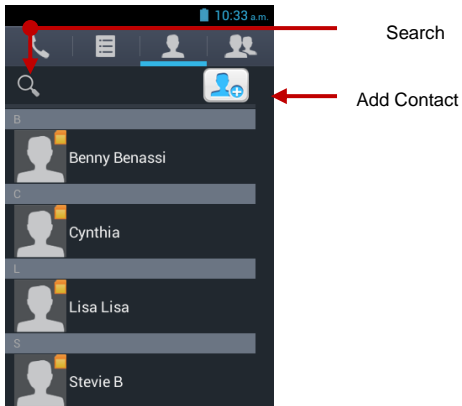 10:33 a.m.
Search
Add Contact
B
Benny Benassi
C
Cynthia
L
Lisa Lisa
S
Stevie B